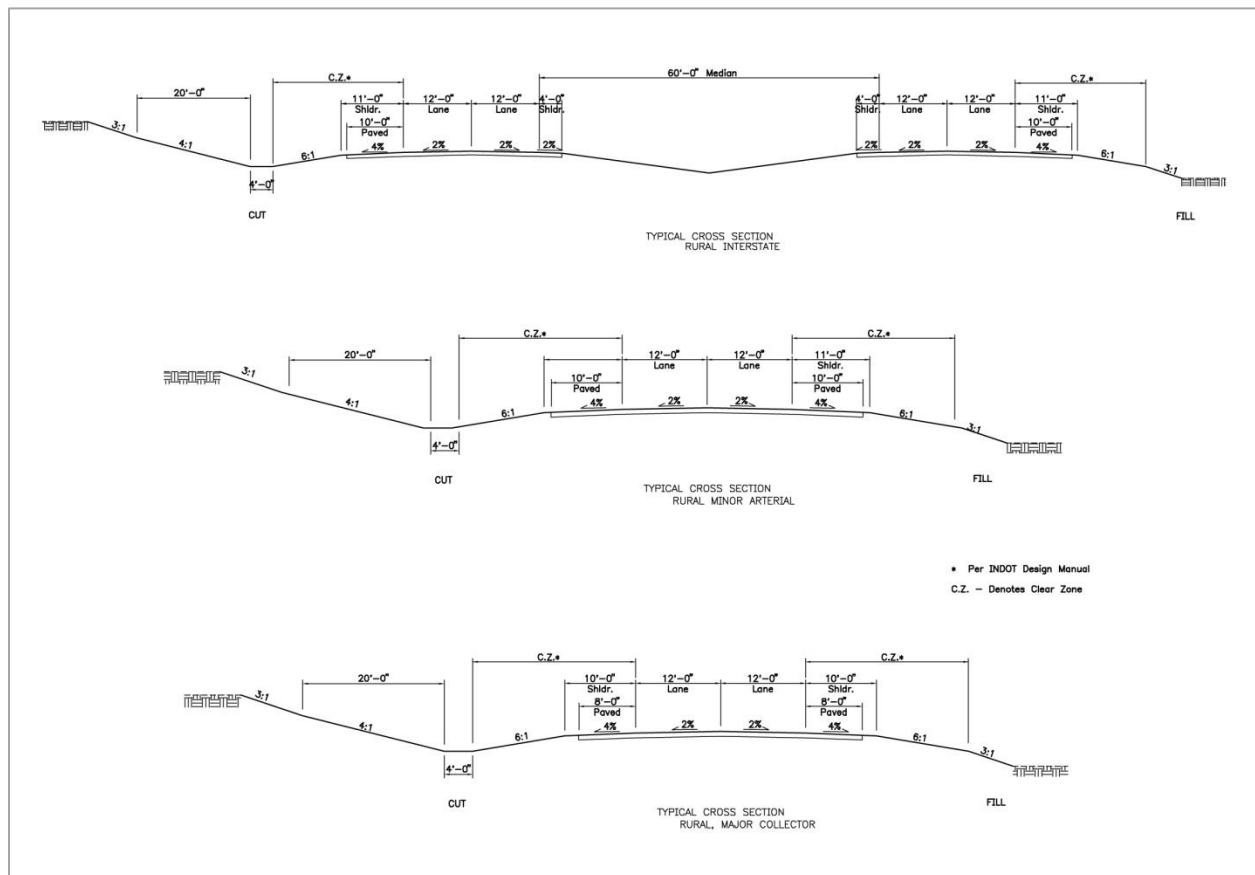 C.Z.*
60'-0" Median
C.Z.*
20'-0"
11'-0" 12'-0" 12'-0" 4'-0"
Shldr. Lane Lane Shldr.
4'-0" 12'-0" 12'-0" 11'-0"
Shldr. Lane Lane Shldr.
10'-0"
Paved
10'-0"
Paved
3:1
4:1
6:1
4% 2% 2% 2%
2% 2% 2% 4%
6:1
3:1
4'-0"
CUT
FILL
TYPICAL CROSS SECTION
RURAL INTERSTATE
C.Z.*
C.Z.*
20'-0"
12'-0" 12'-0" 11'-0"
Lane Lane Shldr.
10'-0"
Paved
10'-0"
Paved
3:1
4:1
6:1
4% 2% 2% 4%
6:1
3:1
4'-0"
CUT
FILL
TYPICAL CROSS SECTION
RURAL MINOR ARTERIAL
* Per INDOT Design Manual
C.Z. – Denotes Clear Zone
C.Z.*
C.Z.*
20'-0"
10'-0" 12'-0" 12'-0" 10'-0"
Shldr. Lane Lane Shldr.
8'-0"
Paved
8'-0"
Paved
3:1
4:1
6:1
4% 2% 2% 4%
6:1
3:1
4'-0"
CUT
FILL
TYPICAL CROSS SECTION
RURAL, MAJOR COLLECTOR